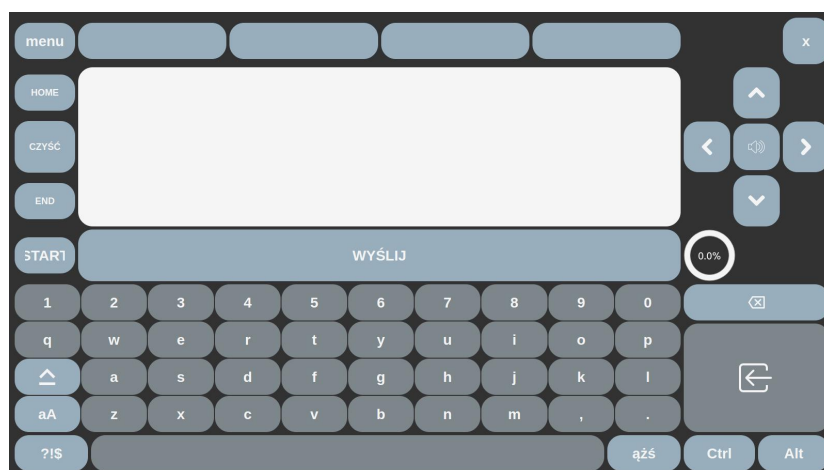 menu x
HOME
CZYŚĆ
END
START WYŚLIJ 0.0%
1 2 3 4 5 6 7 8 9 0
q w e r t y u i o p
a s d f g h j k l
aA z x c v b n m , .
?!$ ążś Ctrl Alt